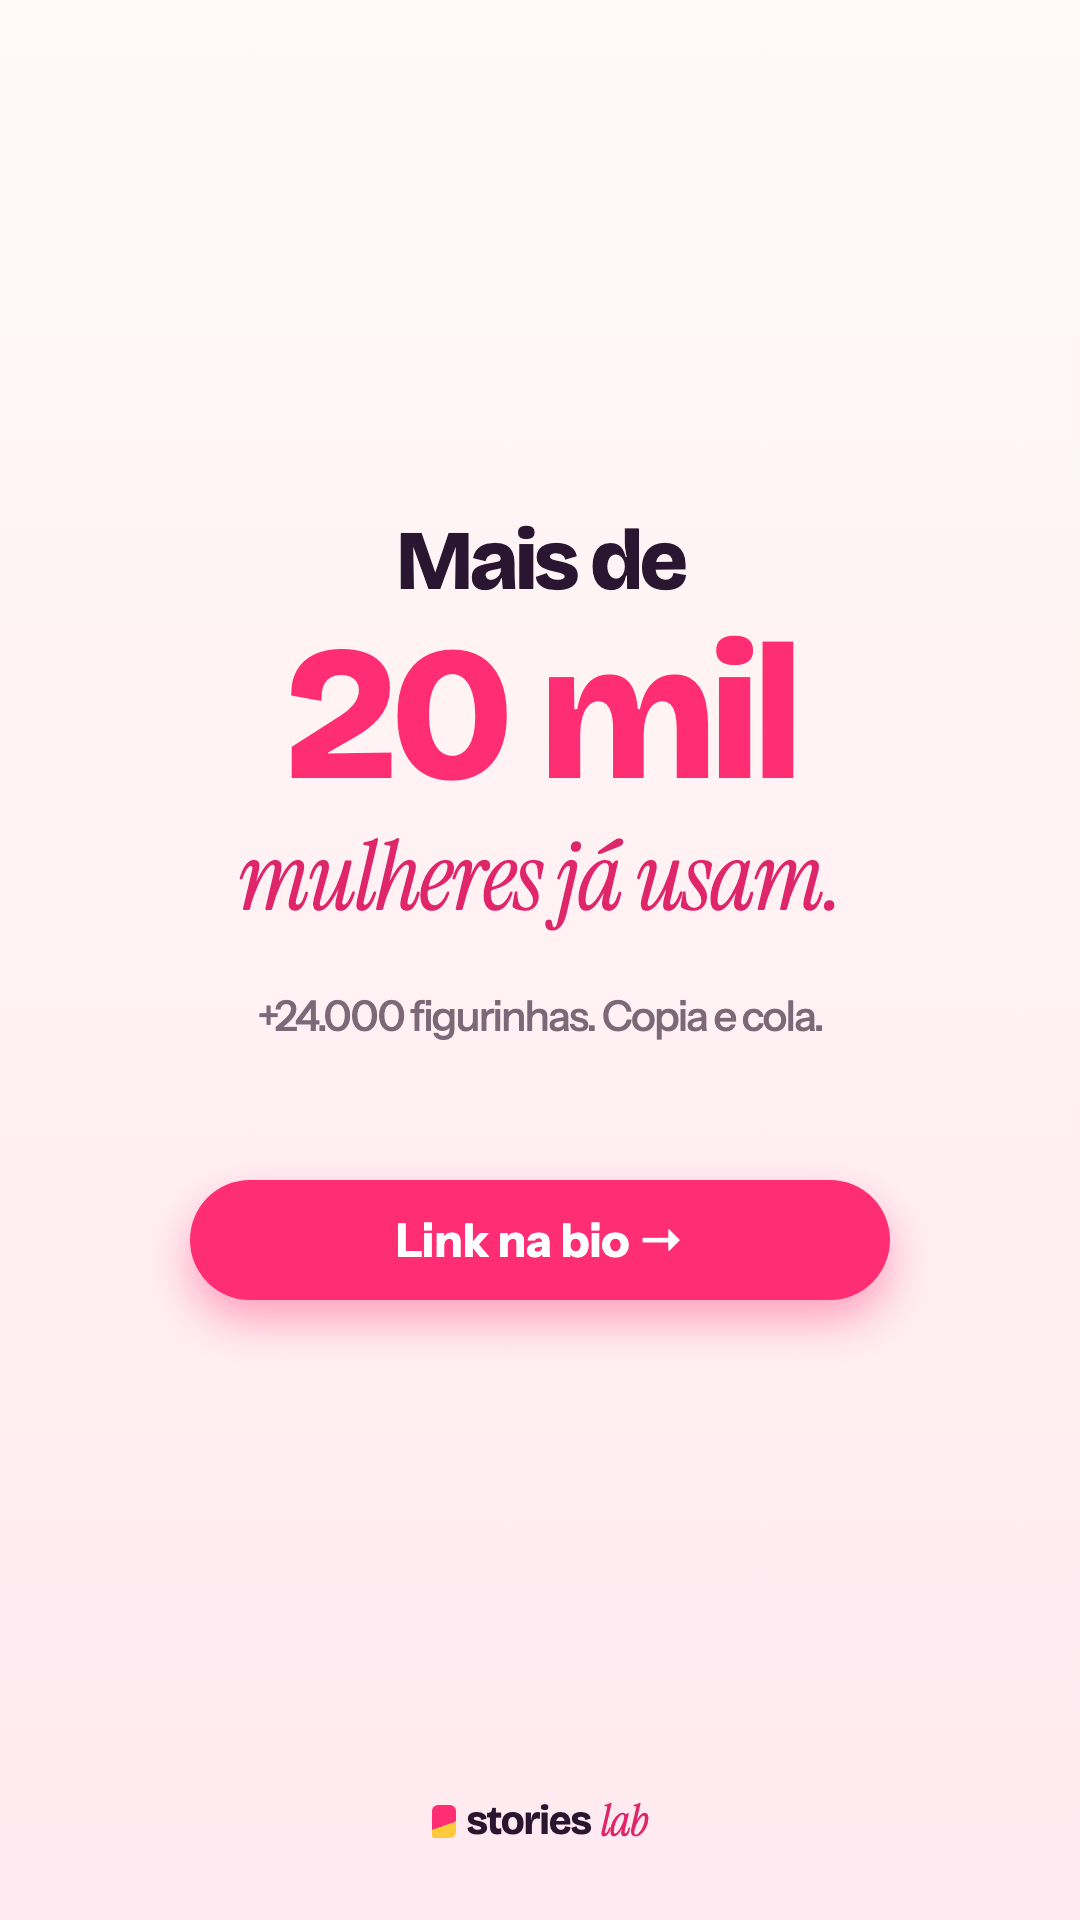 Mais de
20 mil
mulheres já usam.
+24.000 figurinhas. Copia e cola.
Link na bio →
stories lab